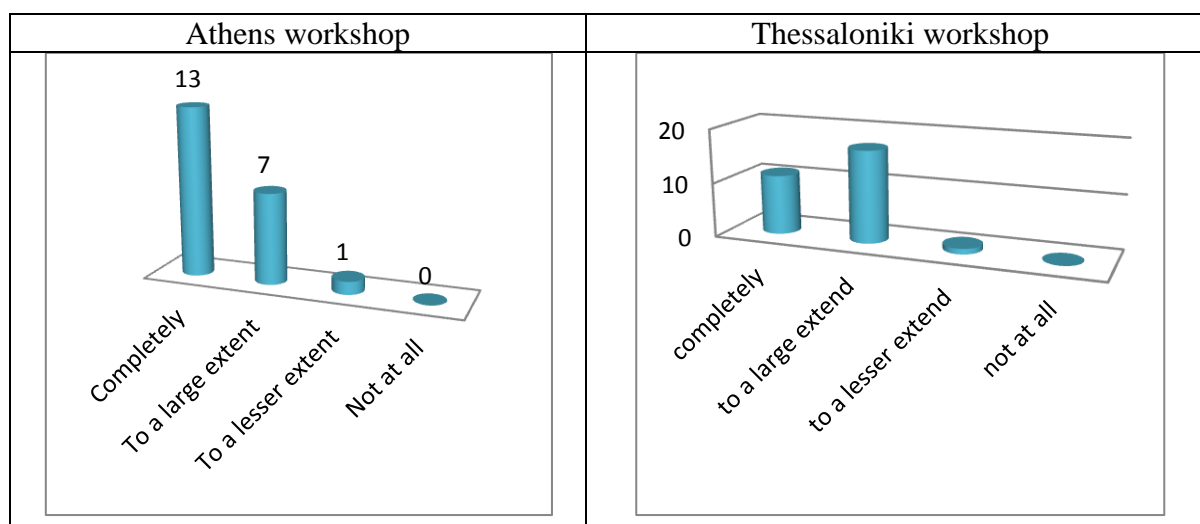 Athens workshop
Thessaloniki workshop
13
7
1
0
Completely
To a large extent
To a lesser extent
Not at all
20
10
0
completely
to a large extend
to a lesser extend
not at all